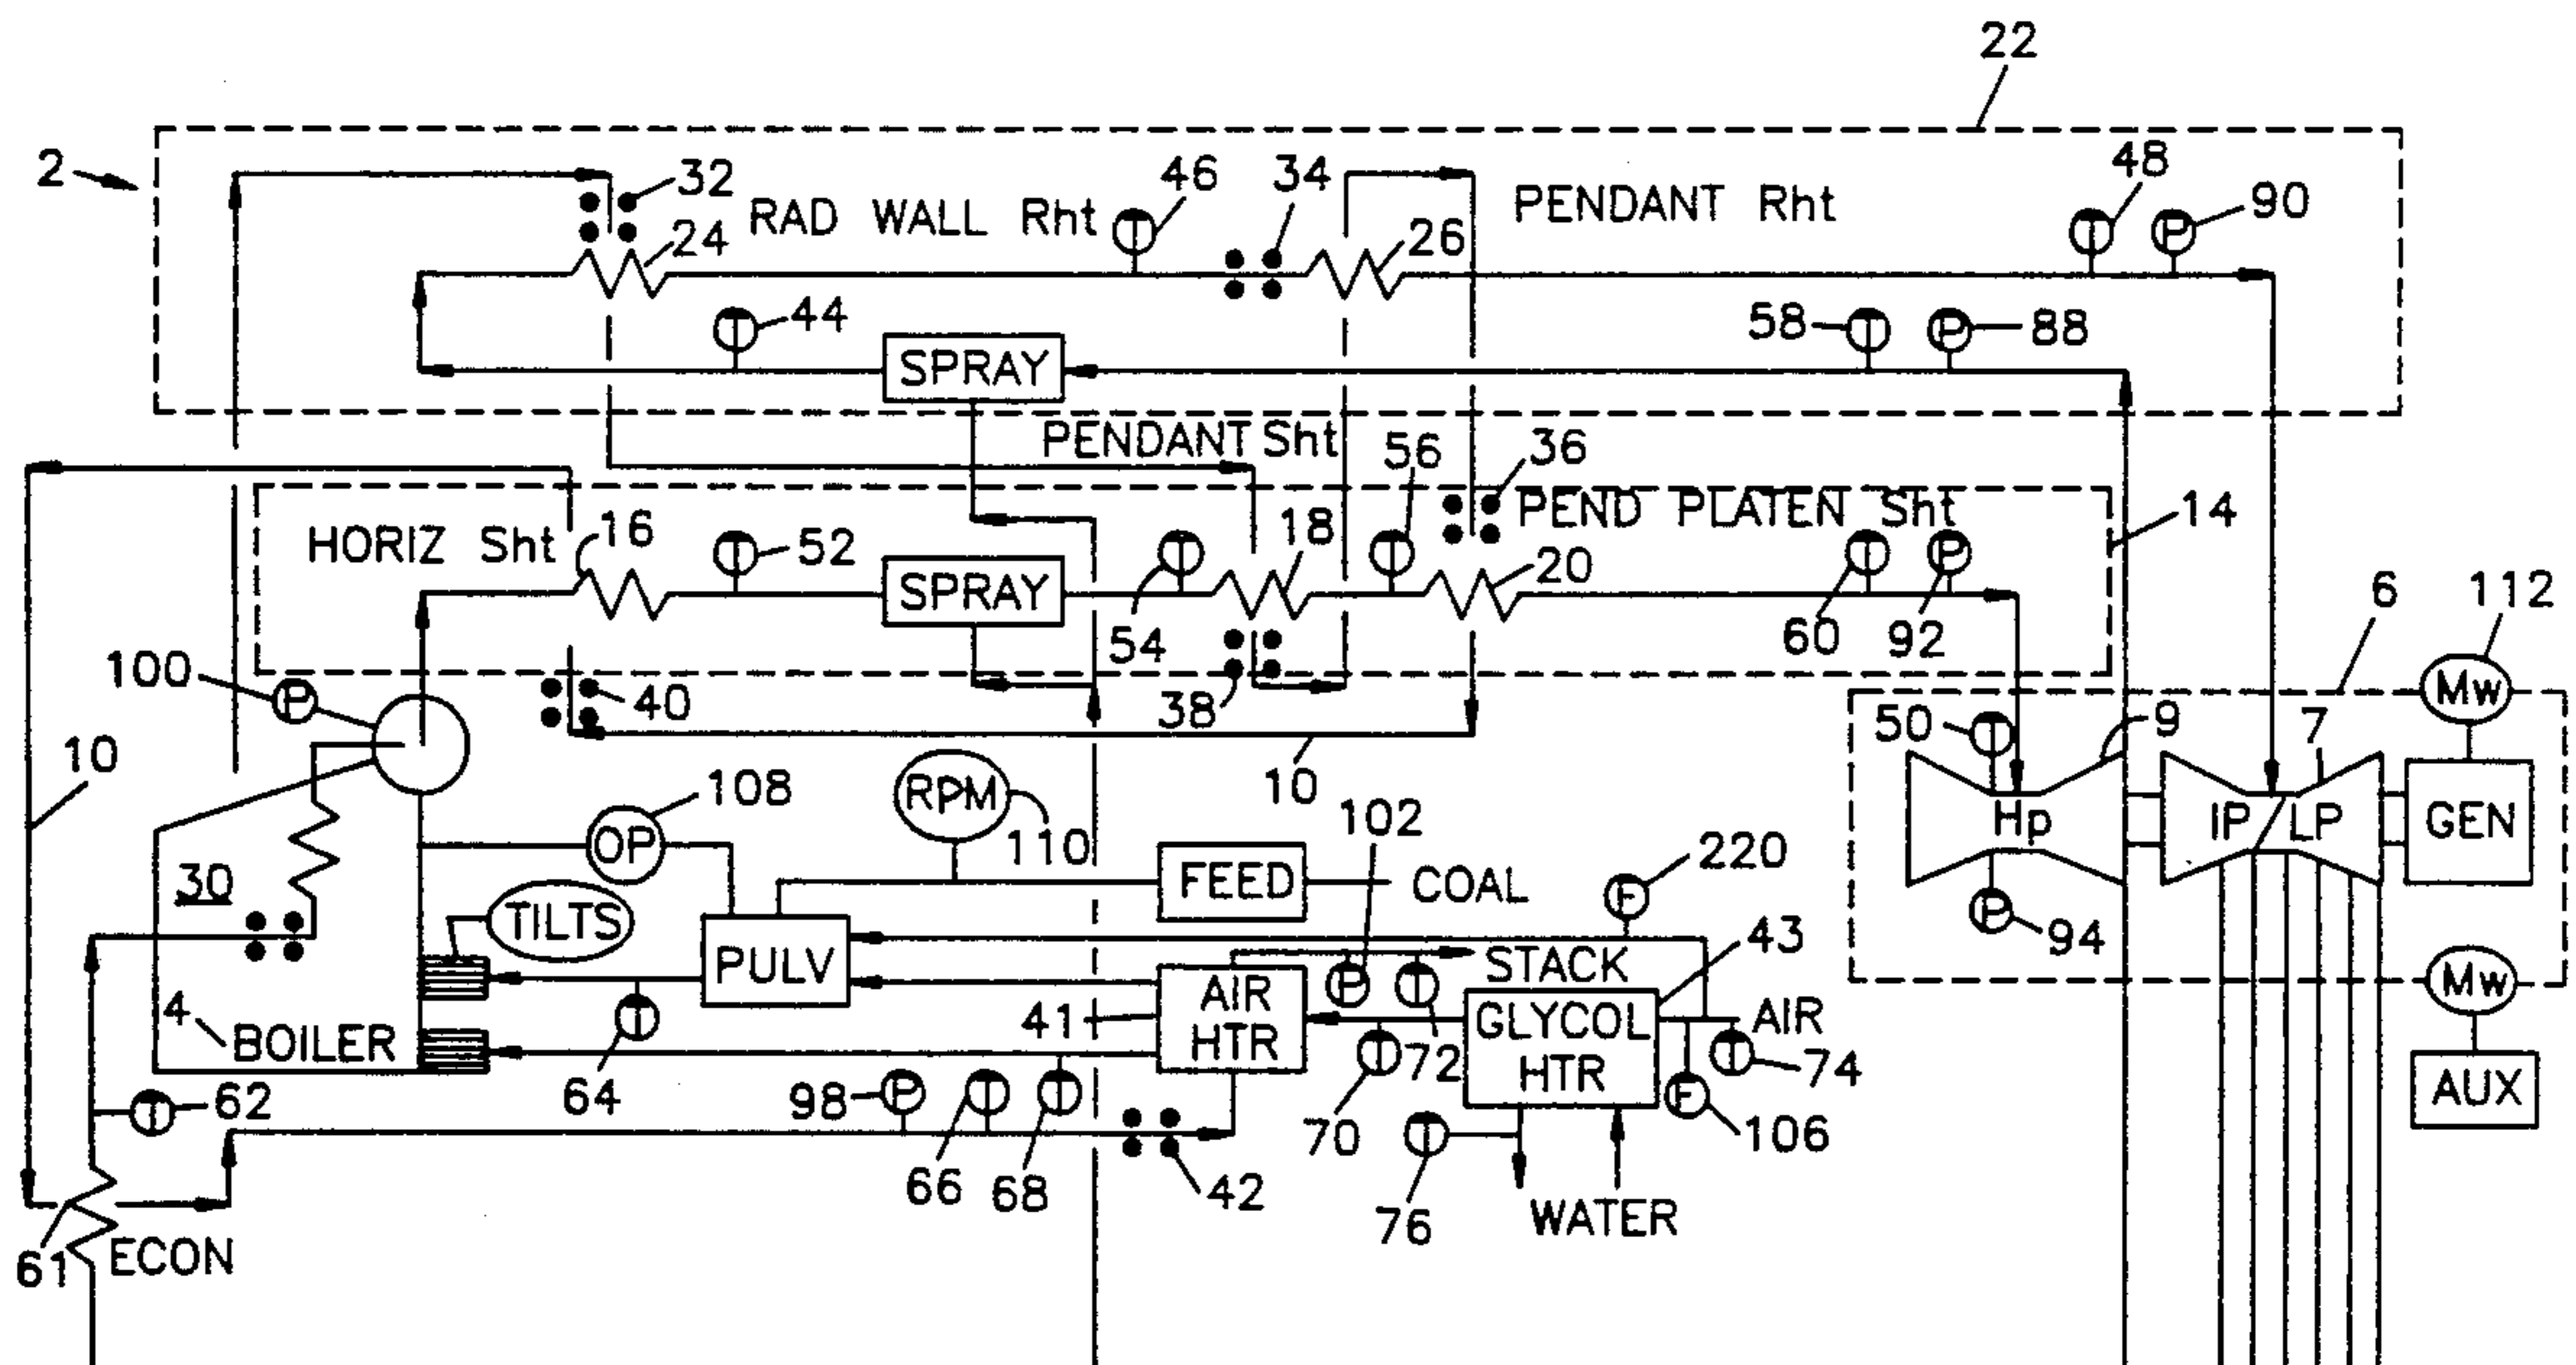 22
2
32
RAD WALL Rht
46
34
PENDANT Rht
48
90
24
26
T
T
P
44
T
58
T
P
88
SPRAY
PENDANT Sht
56
36
HORIZ Sht
16
52
T
18
PEND PLATEN Sht
14
T
T
T
P
SPRAY
20
54
60
92
6
112
100
P
40
38
Mw
10
50
T
9
7
10
108
RPM
110
102
OP
Hp
IP
LP
GEN
30
TILTS
FEED
COAL
220
F
P
94
PULV
STACK
43
AIR HTR
P
T
Mw
4
BOILER
T
41
GLYCOL HTR
AIR
T
72
T
74
64
98
P
T
T
F
AUX
62
T
70
106
66
68
42
T
76
WATER
61
ECON